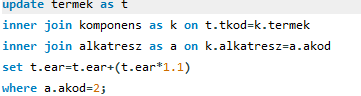 update termek as t
inner join komponens as k on t.tkod=k.termek
inner join alkatresz as a on k.alkatresz=a.akod
set t.ear=t.ear+(t.ear*1.1)
where a.akod=2;